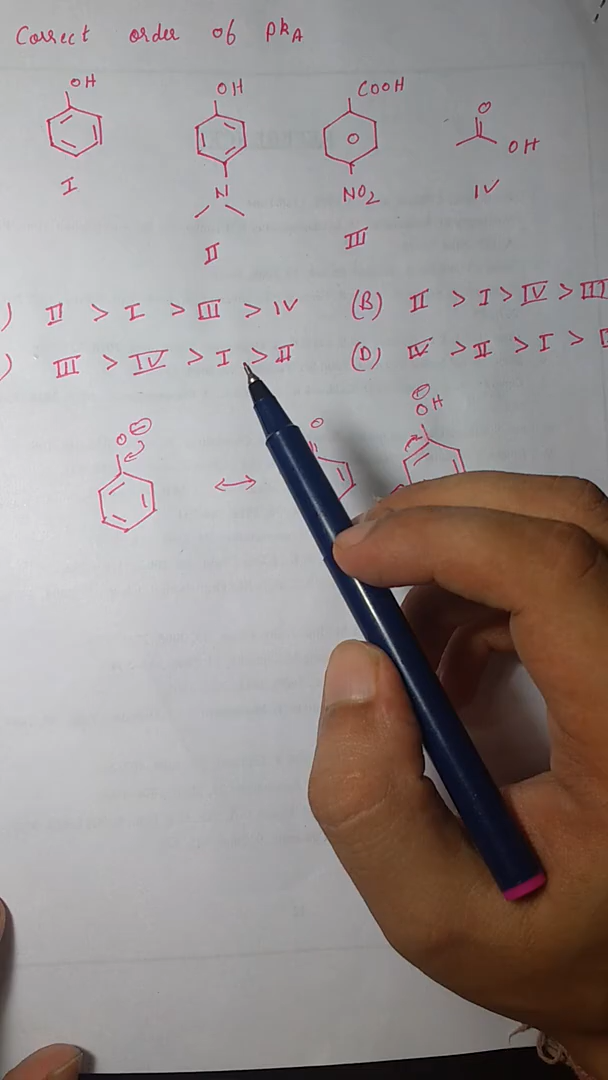 Correct order of pkA
OH OH COOH O
OH
N NO2
I II III IV
) II > I > III > IV (B) II > I > IV > III
) III > IV > I > II (D) IV > II > I >
O⊖ ↔ O ⊖
OH